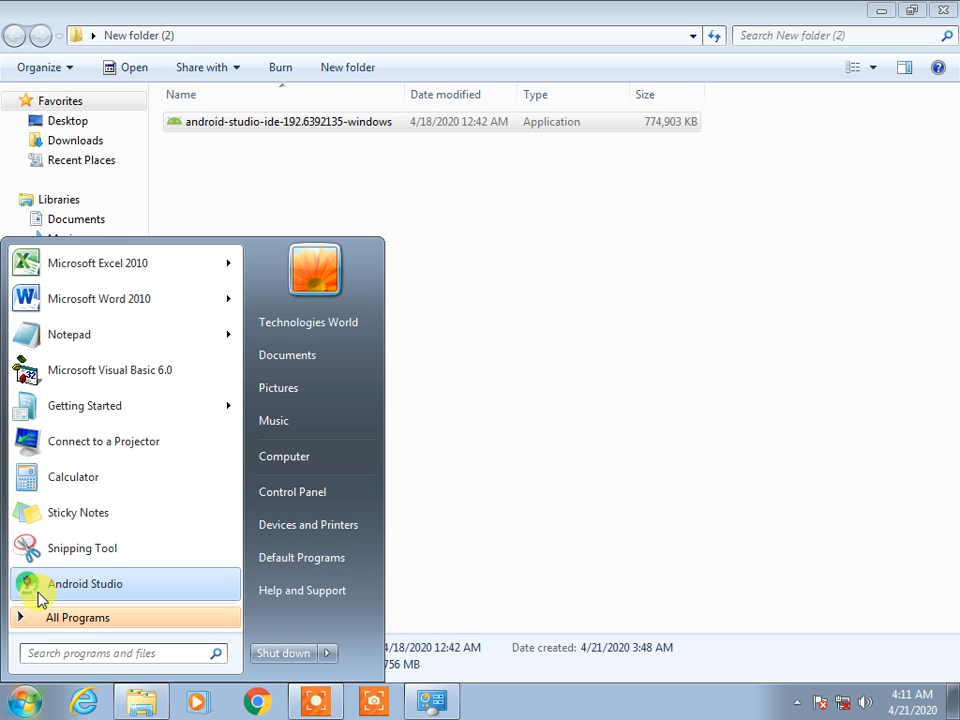 New folder (2)
Search New folder (2)
Organize
Open
Share with
Burn
New folder
Name
Date modified
Type
Size
Favorites
android-studio-ide-192.6392135-windows
4/18/2020 12:42 AM
Application
774,903 KB
Desktop
Downloads
Recent Places
Libraries
Documents
Microsoft Excel 2010
Microsoft Word 2010
Notepad
Microsoft Visual Basic 6.0
Getting Started
Connect to a Projector
Calculator
Sticky Notes
Snipping Tool
Android Studio
All Programs
Search programs and files
Technologies World
Documents
Pictures
Music
Computer
Control Panel
Devices and Printers
Default Programs
Help and Support
Shut down
4/18/2020 12:42 AM
Date created: 4/21/2020 3:48 AM
756 MB
4:11 AM
4/21/2020